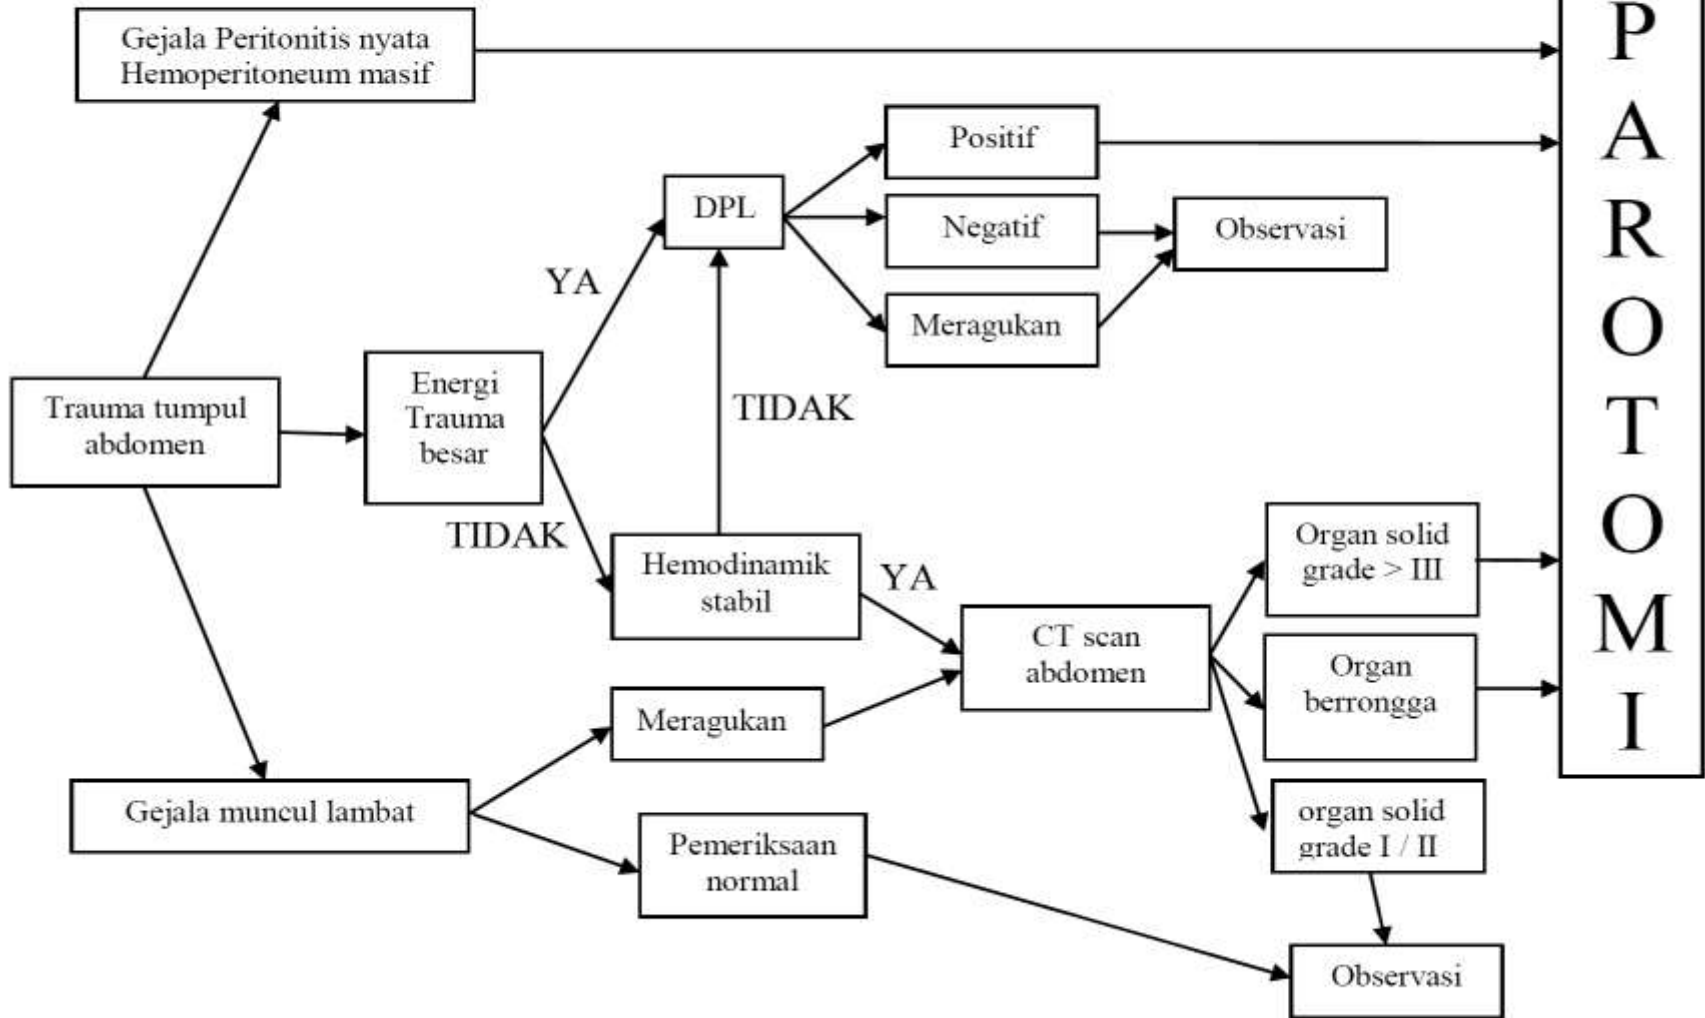 Gejala Peritonitis nyata
Hemoperitoneum masif
Positif
DPL
Negatif
Observasi
YA
Meragukan
Energi
Trauma
besar
Trauma tumpul
abdomen
TIDAK
TIDAK
Hemodinamik
stabil
YA
Organ solid
grade > III
CT scan
abdomen
Organ
berrongga
Meragukan
Gejala muncul lambat
organ solid
grade I / II
Pemeriksaan
normal
Observasi
P
A
R
O
T
O
M
I